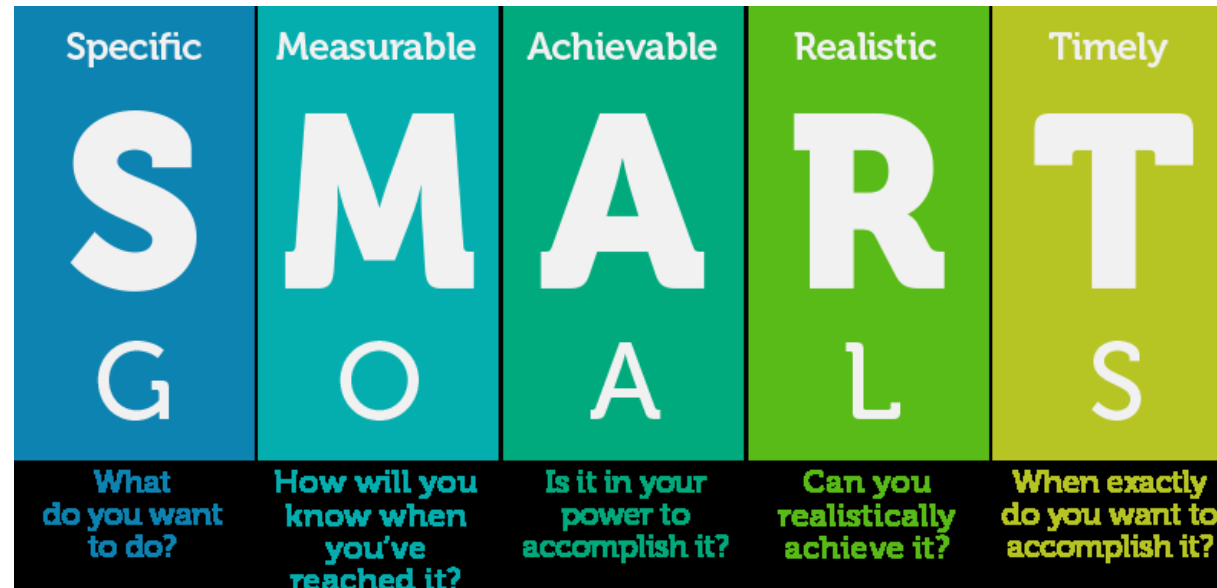 Specific
Measurable
Achievable
Realistic
Timely
S
M
A
R
T
G
O
A
L
S
What
do you want
to do?
How will you
know when
you've
reached it?
Is it in your
power to
accomplish it?
Can you
realistically
achieve it?
When exactly
do you want to
accomplish it?